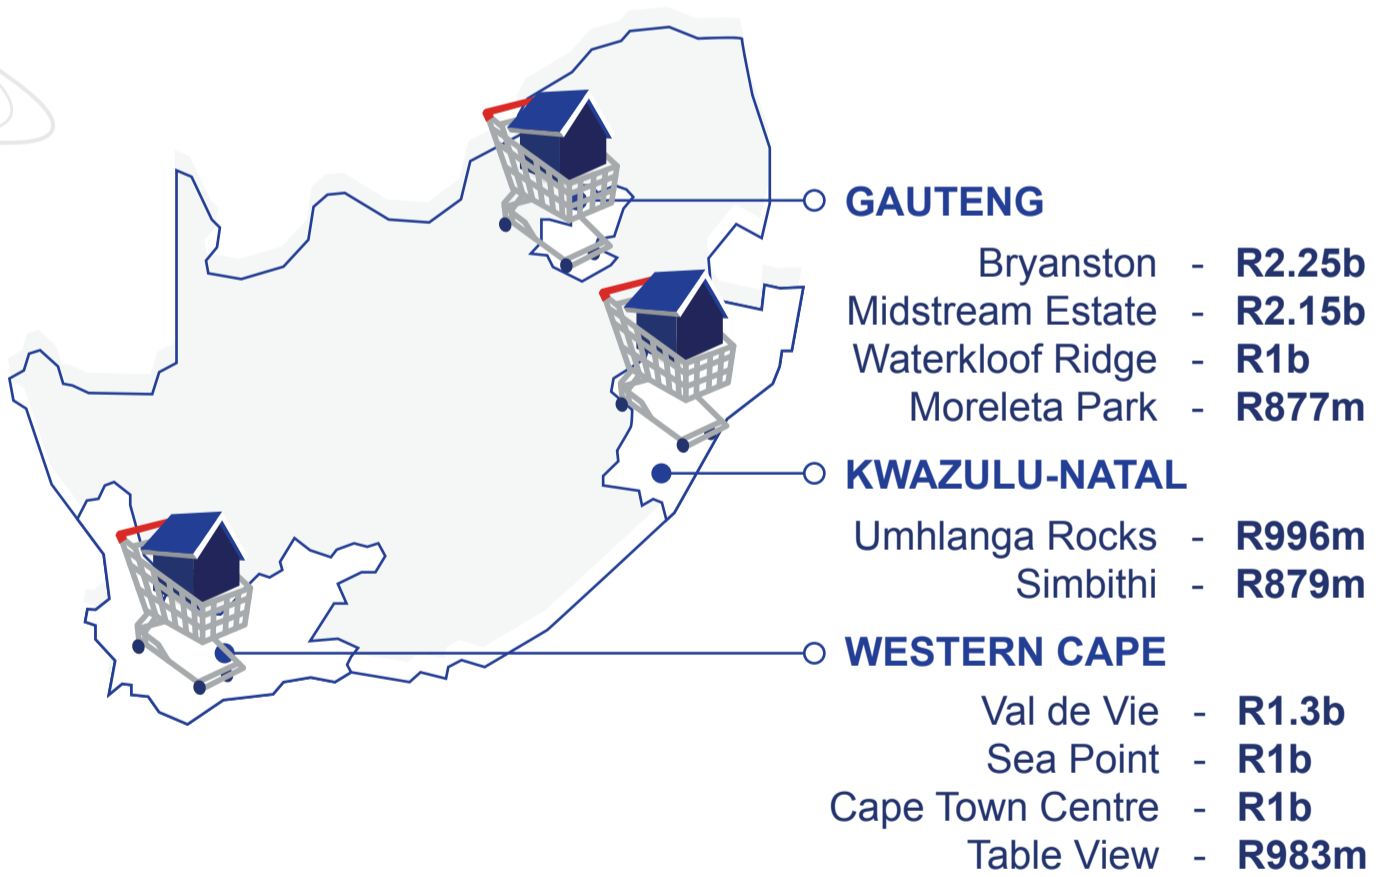 GAUTENG
Bryanston - R2.25b
Midstream Estate - R2.15b
Waterkloof Ridge - R1b
Moreleta Park - R877m
KWAZULU-NATAL
Umhlanga Rocks - R996m
Simbithi - R879m
WESTERN CAPE
Val de Vie - R1.3b
Sea Point - R1b
Cape Town Centre - R1b
Table View - R983m